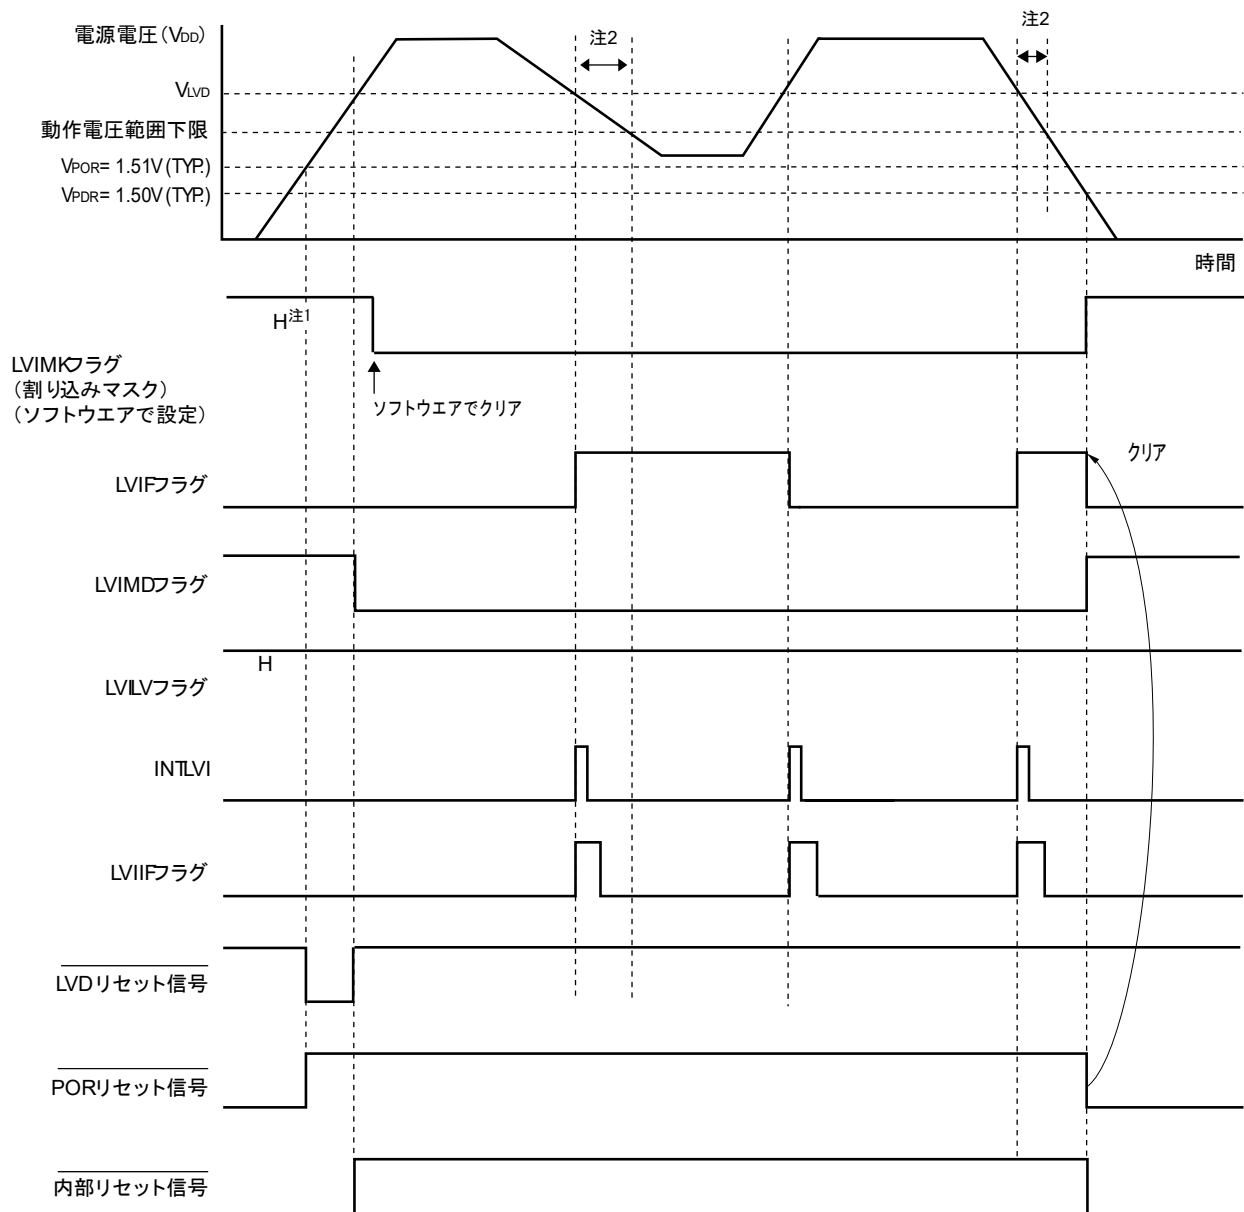 電源電圧（VDD）
注2
注2
VLVD
動作電圧範囲下限
VPOR= 1.51V (TYP.)
VPDR= 1.50V (TYP.)
時間
H注1
LVIMKフラグ
（割り込みマスク）
（ソフトウエアで設定）
ソフトウエアでクリア
クリア
LVIFフラグ
LVIMDフラグ
H
LVILVフラグ
INTLVI
LVIIFフラグ
LVDリセット信号
PORリセット信号
内部リセット信号